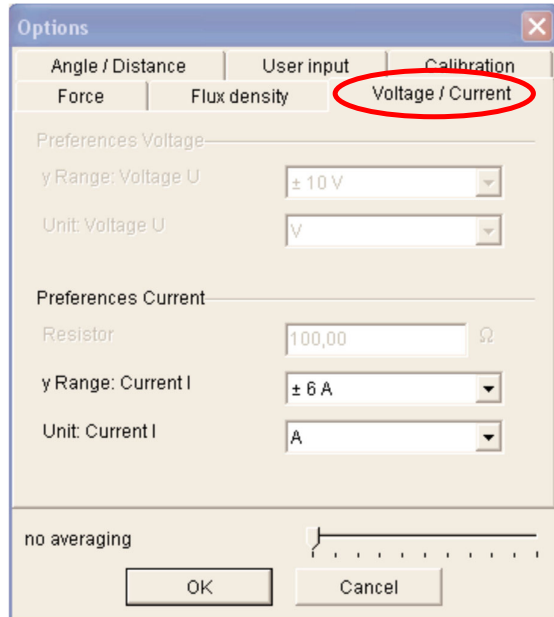 Options
Angle / Distance User input Calibration
Force Flux density Voltage / Current
Preferences Voltage
y Range: Voltage U ± 10 V
Unit: Voltage U V
Preferences Current
Resistor 100,00 Ω
y Range: Current I ± 6 A
Unit: Current I A
no averaging
OK Cancel